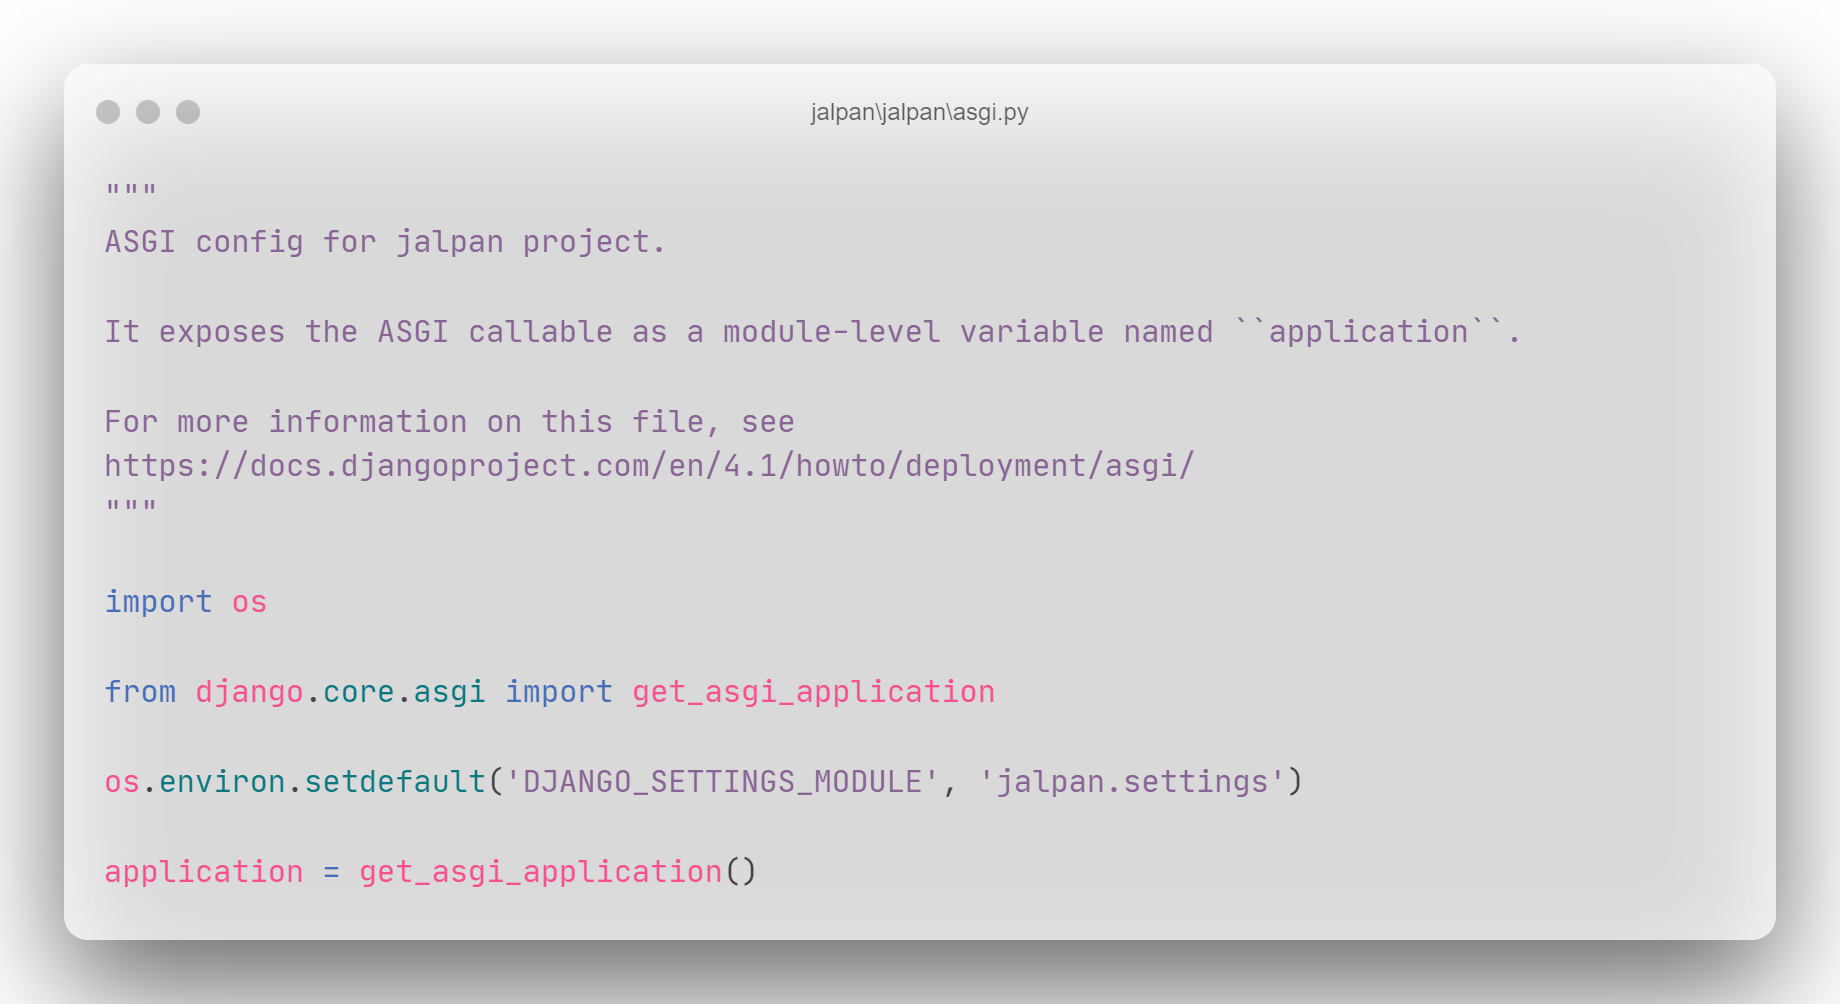 jalpan\jalpan\asgi.py
"""
ASGI config for jalpan project.
It exposes the ASGI callable as a module-level variable named ``application``.
For more information on this file, see
https://docs.djangoproject.com/en/4.1/howto/deployment/asgi/
"""
import os
from django.core.asgi import get_asgi_application
os.environ.setdefault('DJANGO_SETTINGS_MODULE', 'jalpan.settings')
application = get_asgi_application()